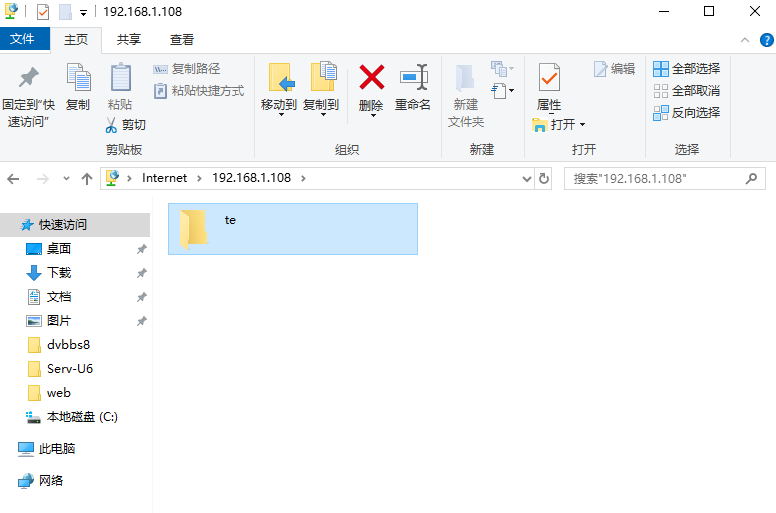 192.168.1.108
文件
主页
共享
查看
固定到"快
速访问"
复制
粘贴
复制路径
粘贴快捷方式
剪切
剪贴板
移动到
复制到
删除
重命名
组织
新建
文件夹
新建
属性
打开
编辑
打开
全部选择
全部取消
反向选择
选择
Internet
192.168.1.108
搜索"192.168.1.108"
快速访问
桌面
下载
文档
图片
dvbbs8
Serv-U6
web
本地磁盘 (C:)
此电脑
网络
te